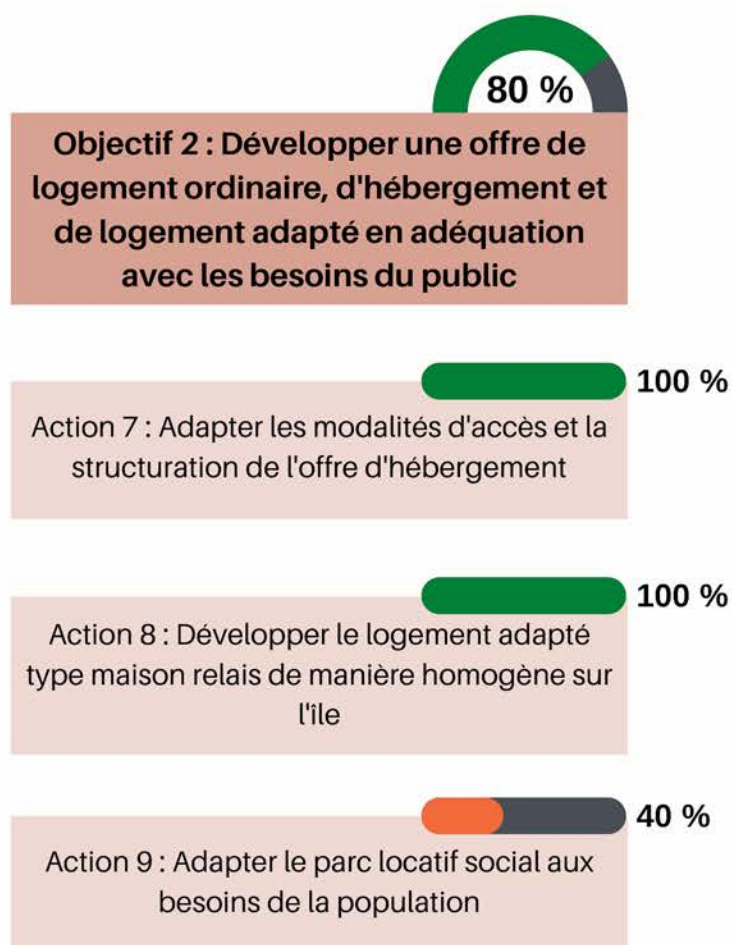 80 %
Objectif 2 : Développer une offre de
logement ordinaire, d'hébergement et
de logement adapté en adéquation
avec les besoins du public
100 %
Action 7 : Adapter les modalités d'accès et la
structuration de l'offre d'hébergement
100 %
Action 8 : Développer le logement adapté
type maison relais de manière homogène sur
l'île
40 %
Action 9 : Adapter le parc locatif social aux
besoins de la population